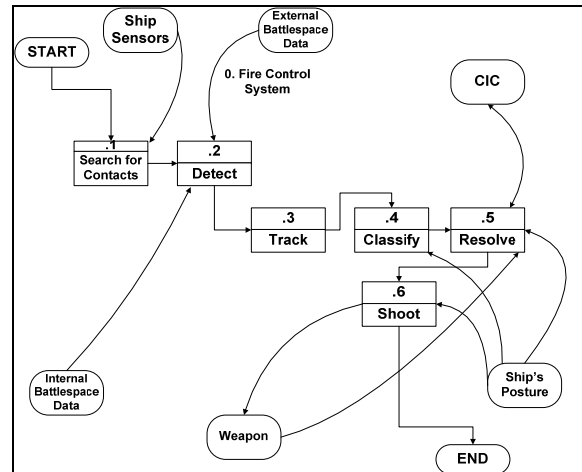 START
Ship
Sensors
External
Battlespace
Data
0. Fire Control
System
CIC
.1
Search for
Contacts
.2
Detect
.3
Track
.4
Classify
.5
Resolve
.6
Shoot
Internal
Battlespace
Data
Ship's
Posture
Weapon
END